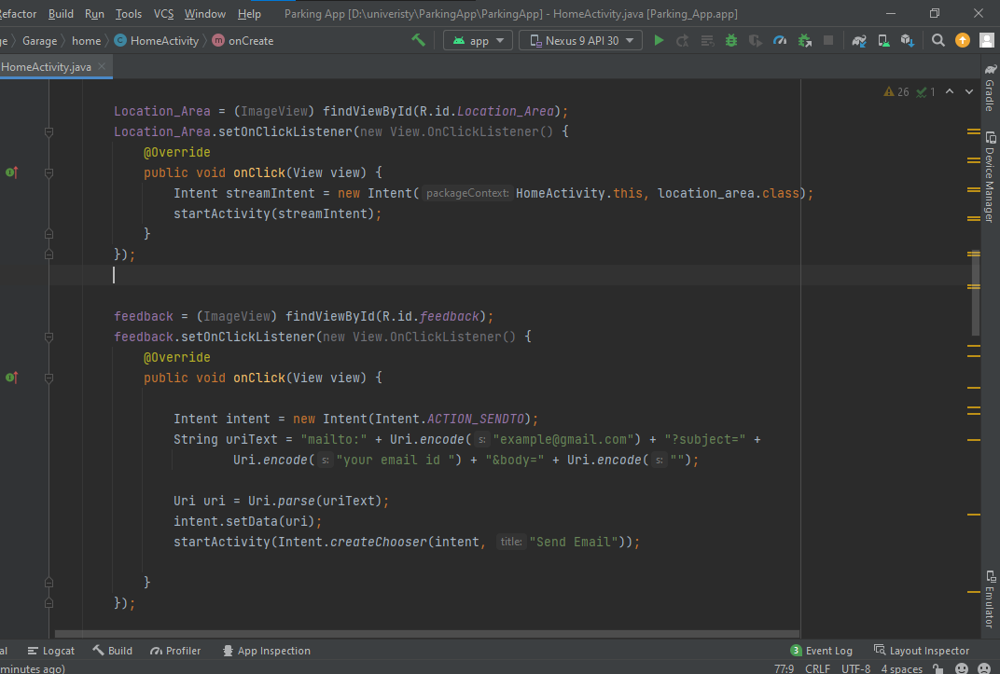 efactor Build Run Tools VCS Window Help Parking App [D:\univeristy\ParkingApp\ParkingApp] - HomeActivity.java [Parking_App.app]
ge Garage home C HomeActivity m onCreate app Nexus 9 API 30
HomeActivity.java
26 1
Location_Area = (ImageView) findViewById(R.id.Location_Area);
Location_Area.setOnClickListener(new View.OnClickListener() {
@Override
public void onClick(View view) {
Intent streamIntent = new Intent( packageContext: HomeActivity.this, location_area.class);
startActivity(streamIntent);
}
});
feedback = (ImageView) findViewById(R.id.feedback);
feedback.setOnClickListener(new View.OnClickListener() {
@Override
public void onClick(View view) {
Intent intent = new Intent(Intent.ACTION_SENDTO);
String uriText = "mailto:" + Uri.encode( s: "example@gmail.com") + "?subject=" +
Uri.encode( s: "your email id ") + "&body=" + Uri.encode( s: "");
Uri uri = Uri.parse(uriText);
intent.setData(uri);
startActivity(Intent.createChooser(intent, title: "Send Email"));
}
});
Gradle
Device Manager
Emulator
al Logcat Build Profiler App Inspection 3 Event Log Layout Inspector
minutes ago) 77:9 CRLF UTF-8 4 spaces